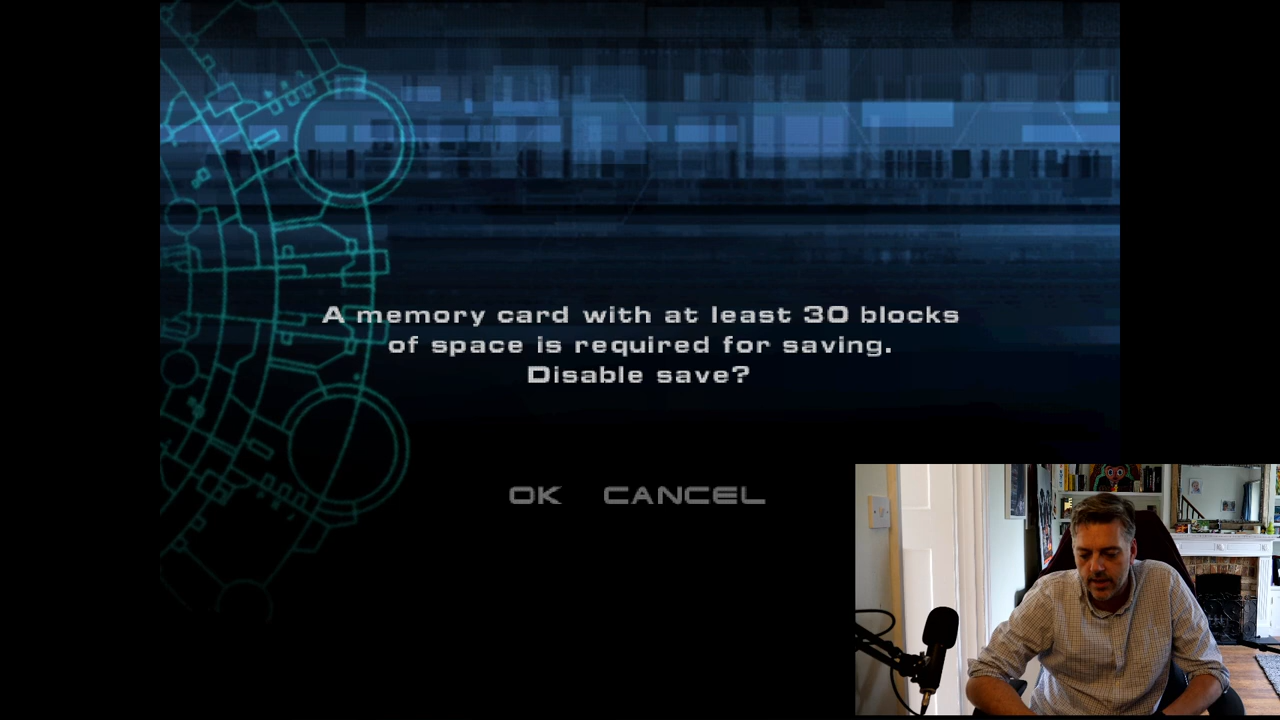 A memory card with at least 30 blocks
of space is required for saving.
Disable save?
OK CANCEL